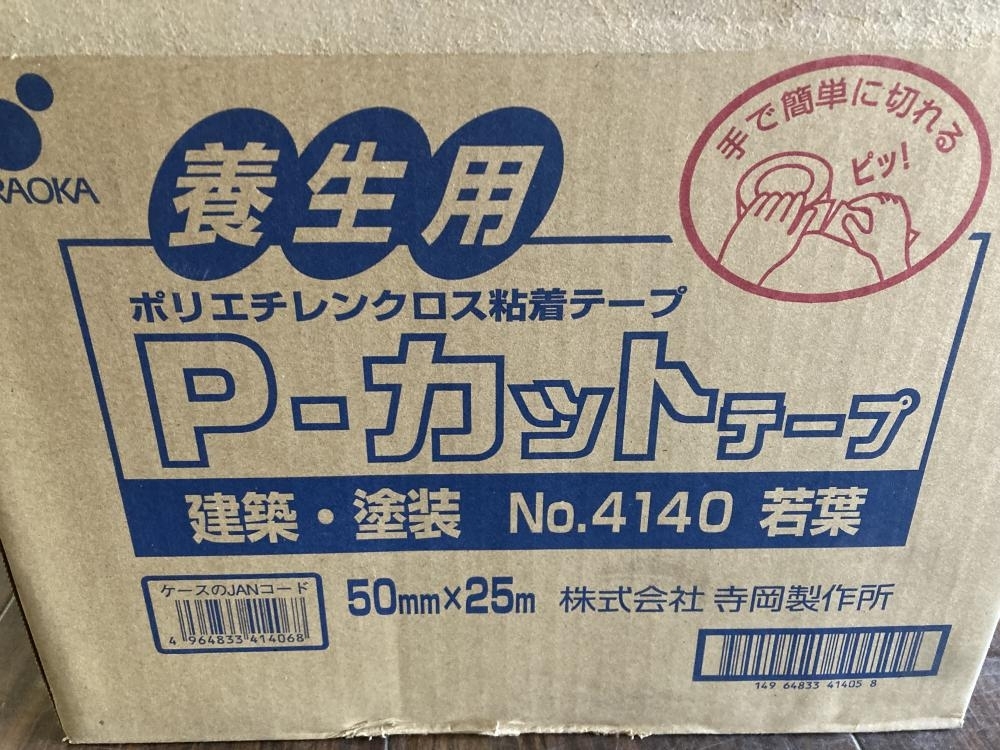 RAOKA
養生用
手で簡単に切れる
ピッ!
ポリエチレンクロス粘着テープ
P-カットテープ
建築・塗装 No.4140 若葉
ケースのJANコード
4 964833 414068
50mm×25m 株式会社 寺岡製作所
149 64833 41405 8